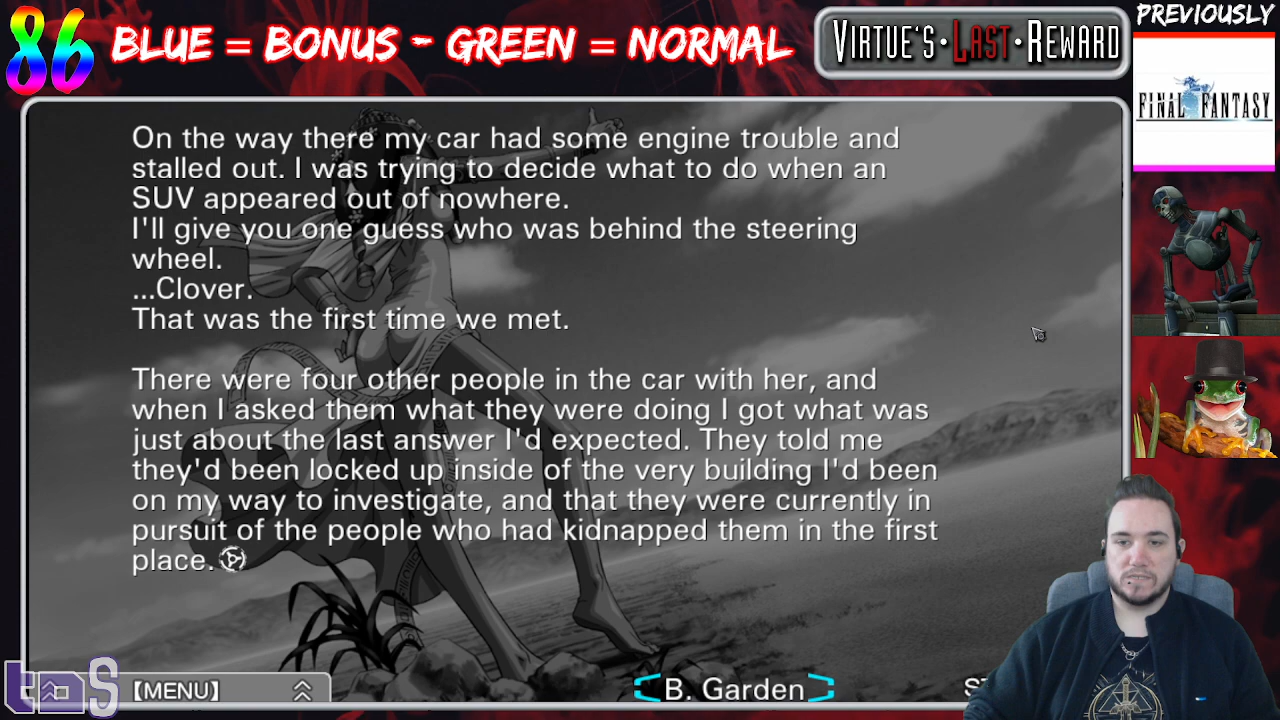 86 BLUE = BONUS - GREEN = NORMAL
VIRTUE'S·LAST·REWARD
PREVIOUSLY
FINAL FANTASY
On the way there my car had some engine trouble and
stalled out. I was trying to decide what to do when an
SUV appeared out of nowhere.
I'll give you one guess who was behind the steering
wheel.
...Clover.
That was the first time we met.
There were four other people in the car with her, and
when I asked them what they were doing I got what was
just about the last answer I'd expected. They told me
they'd been locked up inside of the very building I'd been
on my way to investigate, and that they were currently in
pursuit of the people who had kidnapped them in the first
place.
【MENU】
B. Garden